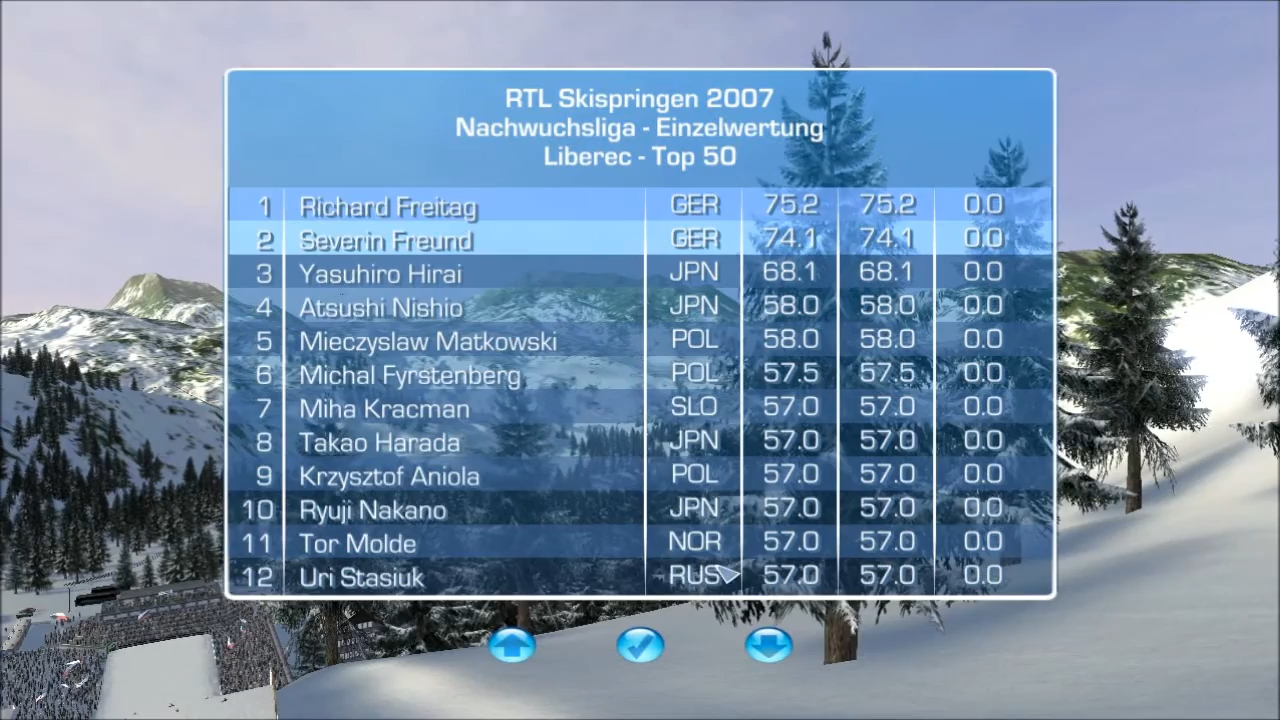 RTL Skispringen 2007
Nachwuchsliga - Einzelwertung
Liberec - Top 50
1 Richard Freitag GER 75.2 75.2 0.0
2 Severin Freund GER 74.1 74.1 0.0
3 Yasuhiro Hirai JPN 68.1 68.1 0.0
4 Atsushi Nishio JPN 58.0 58.0 0.0
5 Mieczyslaw Matkowski POL 58.0 58.0 0.0
6 Michal Fyrstenberg POL 57.5 57.5 0.0
7 Miha Kracman SLO 57.0 57.0 0.0
8 Takao Harada JPN 57.0 57.0 0.0
9 Krzysztof Aniola POL 57.0 57.0 0.0
10 Ryuji Nakano JPN 57.0 57.0 0.0
11 Tor Molde NOR 57.0 57.0 0.0
12 Uri Stasiuk RUS 57.0 57.0 0.0